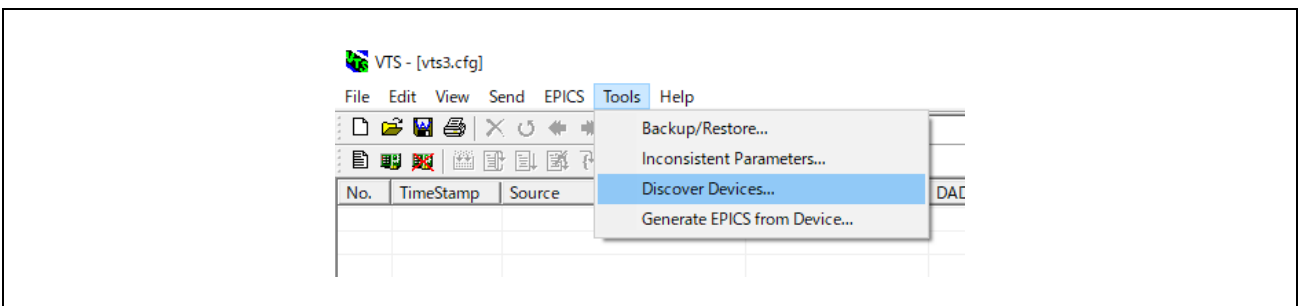 VTS - [vts3.cfg]
File Edit View Send EPICS Tools Help
Backup/Restore...
Inconsistent Parameters...
Discover Devices...
Generate EPICS from Device...
No. TimeStamp Source